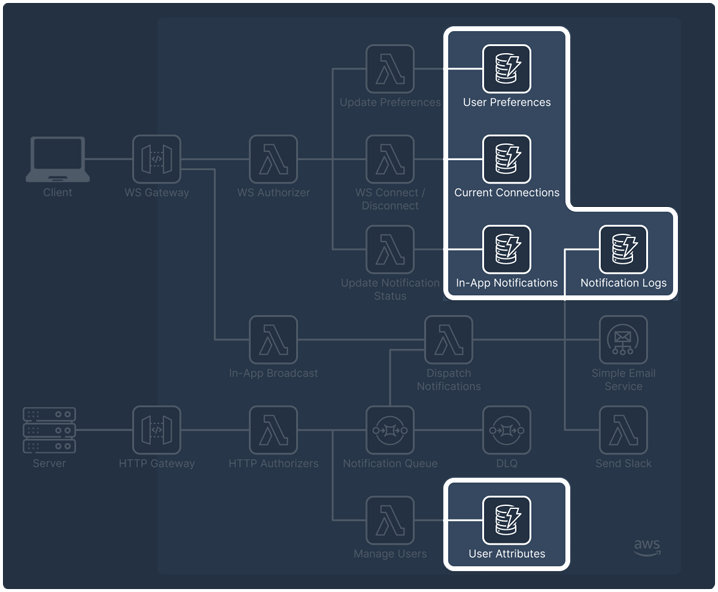 Update Preferences
User Preferences
Client
WS Gateway
WS Authorizer
WS Connect /
Disconnect
Current Connections
Update Notification
Status
In-App Notifications
Notification Logs
In-App Broadcast
Dispatch
Notifications
Simple Email
Service
Server
HTTP Gateway
HTTP Authorizers
Notification Queue
DLQ
Send Slack
Manage Users
User Attributes
aws